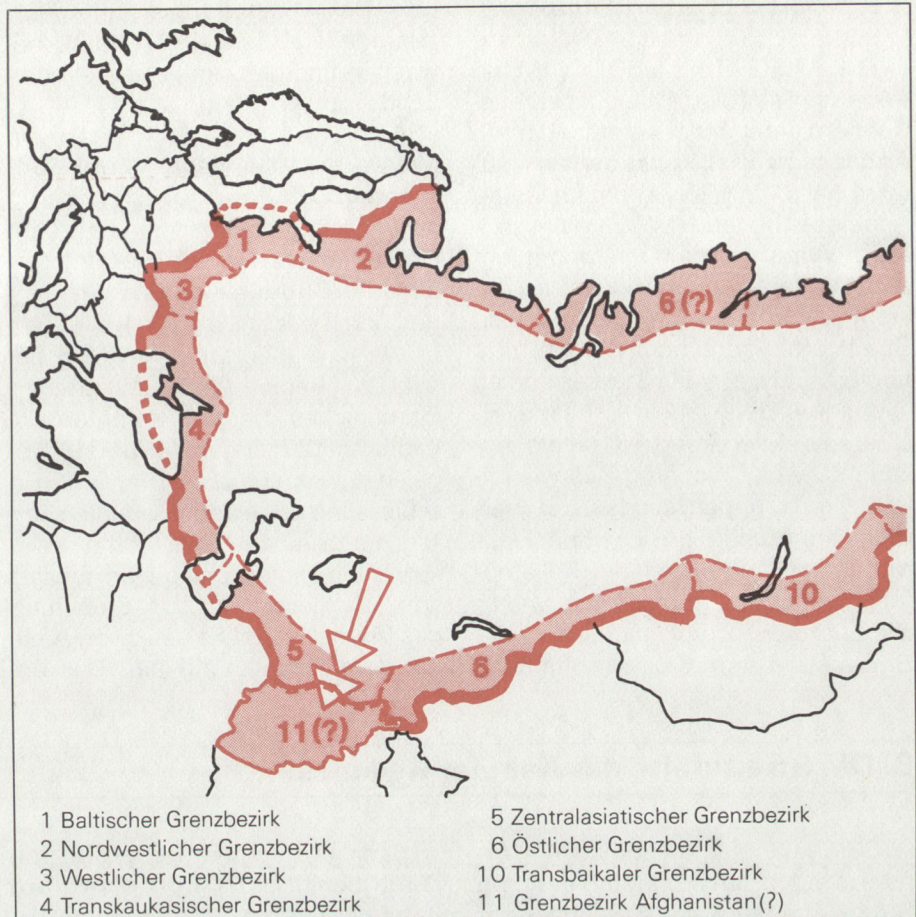 1
2
3
6(?)
4
10
5
6
11(?)
1 Baltischer Grenzbezirk
2 Nordwestlicher Grenzbezirk
3 Westlicher Grenzbezirk
4 Transkaukasischer Grenzbezirk
5 Zentralasiatischer Grenzbezirk
6 Östlicher Grenzbezirk
10 Transbaikaler Grenzbezirk
11 Grenzbezirk Afghanistan(?)